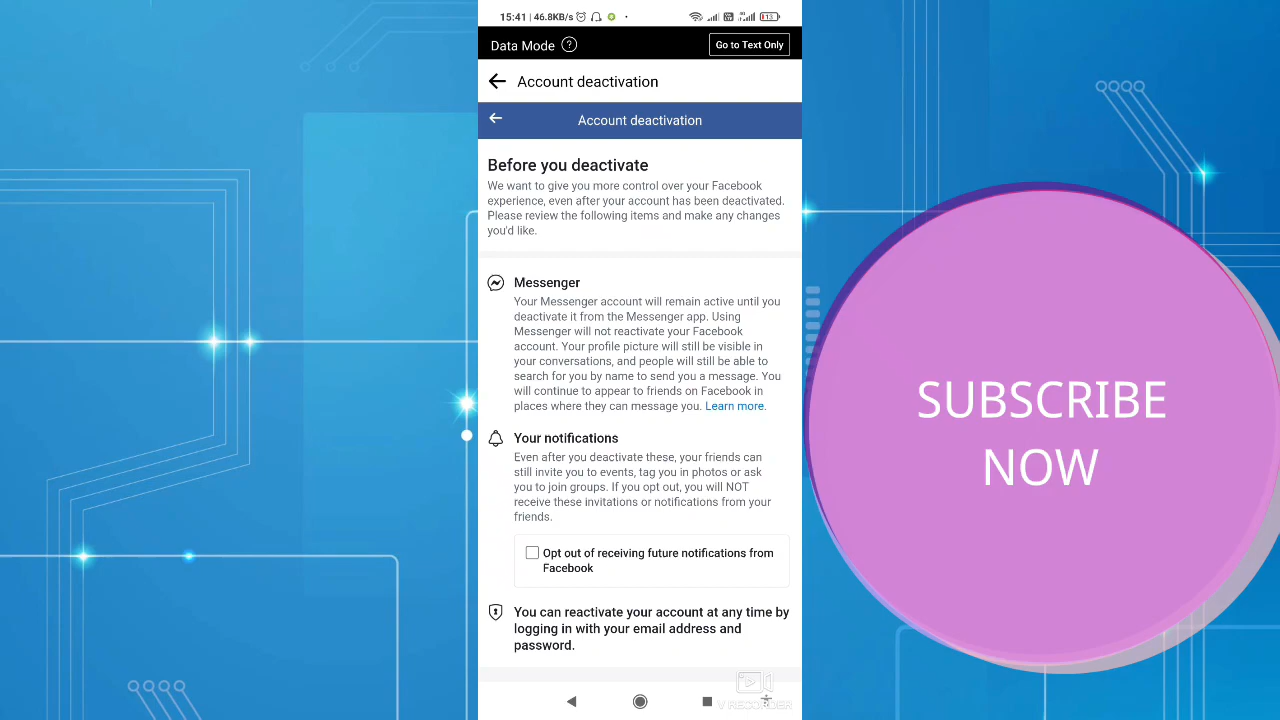 15:41 | 46.8KB/s
13
Data Mode ?
Go to Text Only
Account deactivation
Account deactivation
Before you deactivate
We want to give you more control over your Facebook
experience, even after your account has been deactivated.
Please review the following items and make any changes
you'd like.
Messenger
Your Messenger account will remain active until you
deactivate it from the Messenger app. Using
Messenger will not reactivate your Facebook
account. Your profile picture will still be visible in
your conversations, and people will still be able to
search for you by name to send you a message. You
will continue to appear to friends on Facebook in
places where they can message you. Learn more.
Your notifications
Even after you deactivate these, your friends can
still invite you to events, tag you in photos or ask
you to join groups. If you opt out, you will NOT
receive these invitations or notifications from your
friends.
Opt out of receiving future notifications from
Facebook
You can reactivate your account at any time by
logging in with your email address and
password.
V RECORDER
SUBSCRIBE
NOW